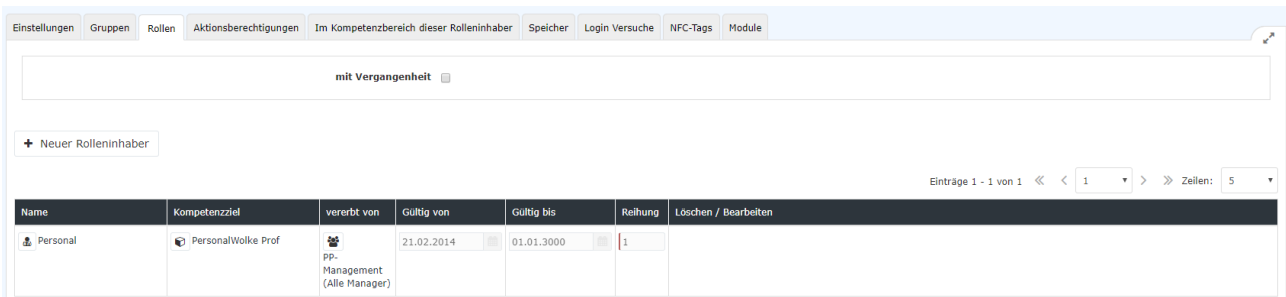 Einstellungen Gruppen Rollen Aktionsberechtigungen Im Kompetenzbereich dieser Rolleninhaber Speicher Login Versuche NFC-Tags Module
mit Vergangenheit
+ Neuer Rolleninhaber
Einträge 1 - 1 von 1 « < 1 > » Zeilen: 5
Name Kompetenzziel vererbt von Gültig von Gültig bis Reihung Löschen / Bearbeiten
Personal PersonalWolke Prof 21.02.2014 01.01.3000 1
PP-
Management
(Alle Manager)